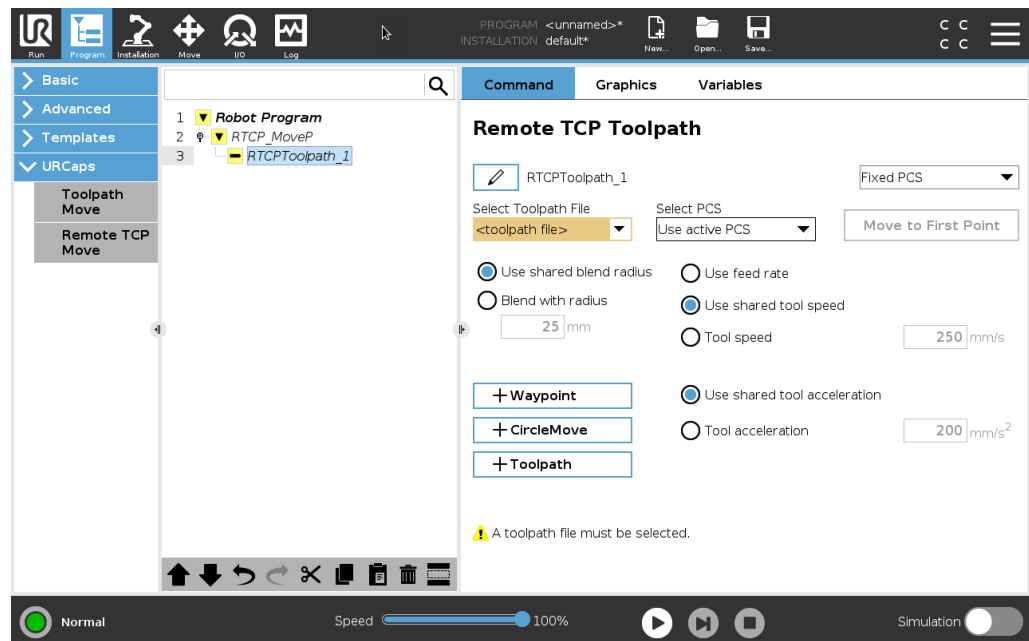 PROGRAM <unnamed>*
INSTALLATION default*
C C
C C
UR
Run Program Installation Move I/O Log New... Open... Save...
Basic
Advanced
Templates
URCaps
Toolpath
Move
Remote TCP
Move
1 Robot Program
2 RTCP_MoveP
3 RTCPToolpath_1
Command Graphics Variables
Remote TCP Toolpath
RTCPToolpath_1 Fixed PCS
Select Toolpath File Select PCS
<toolpath file> Use active PCS Move to First Point
Use shared blend radius Use feed rate
Blend with radius Use shared tool speed
25 mm
Tool speed 250 mm/s
+ Waypoint Use shared tool acceleration
+ CircleMove Tool acceleration 200 mm/s²
+ Toolpath
A toolpath file must be selected.
Normal Speed 100% Simulation